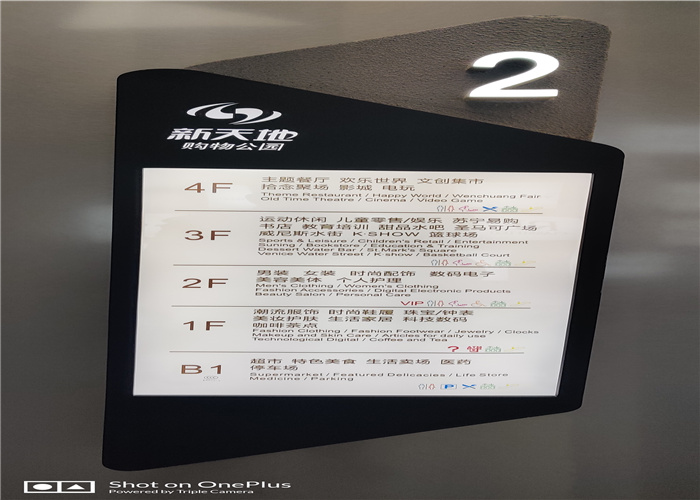 2
新天地
购物公园
4F
主题餐厅 欢乐世界 文创集市
拾念聚场 影城 电玩
Theme Restaurant / Happy World / Wenchuang Fair
Old Time Theatre / Cinema / Video Game
3F
运动休闲 儿童零售/娱乐 苏宁易购
书店 教育培训 甜品水吧 圣马可广场
威尼斯水街 K·SHOW 篮球场
Sports & Leisure / Children's Retail / Entertainment
Suning / Bookstore / Education & Training
Dessert Water Bar / St Mark's Square
Venice Water Street / K show / Basketball Court
2F
男装 女装 时尚配饰 数码电子
美容美体 个人护理
Men's Clothing / Women's Clothing
Fashion Accessories / Digital Electronic Products
Beauty Salon / Personal Care
VIP
1F
潮流服饰 时尚鞋履 珠宝/钟表
美妆护肤 生活家居 科技数码
咖啡茶点
Fashion Clothing / Fashion Footwear / Jewelry / Clocks
Makeup and Skin Care / Articles for daily use
Technological Digital / Coffee and Tea
?
B1
超市 特色美食 生活卖场 医药
停车场
Supermarket / Featured Delicacies / Life Store
Medicine / Parking
P
Shot on OnePlus
Powered by Triple Camera